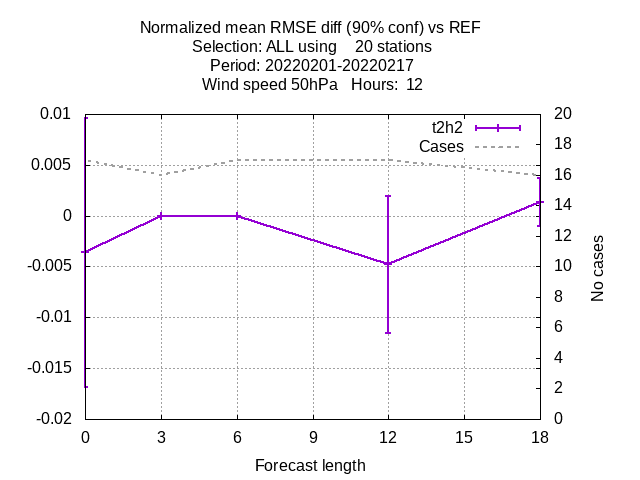 Normalized mean RMSE diff (90% conf) vs REF
Selection: ALL using    20 stations
Period: 20220201-20220217
Wind speed 50hPa   Hours:  12
0.01
0.005
0
-0.005
-0.01
-0.015
-0.02
t2h2
Cases
20
18
16
14
12
10
8
6
4
2
0
No cases
0 3 6 9 12 15 18
Forecast length